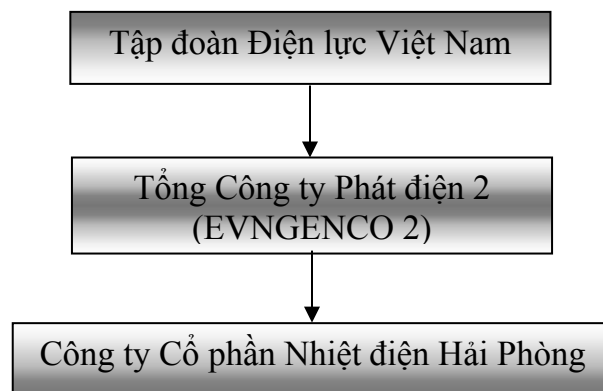 Tập đoàn Điện lực Việt Nam
Tổng Công ty Phát điện 2
(EVNGENCO 2)
Công ty Cổ phần Nhiệt điện Hải Phòng